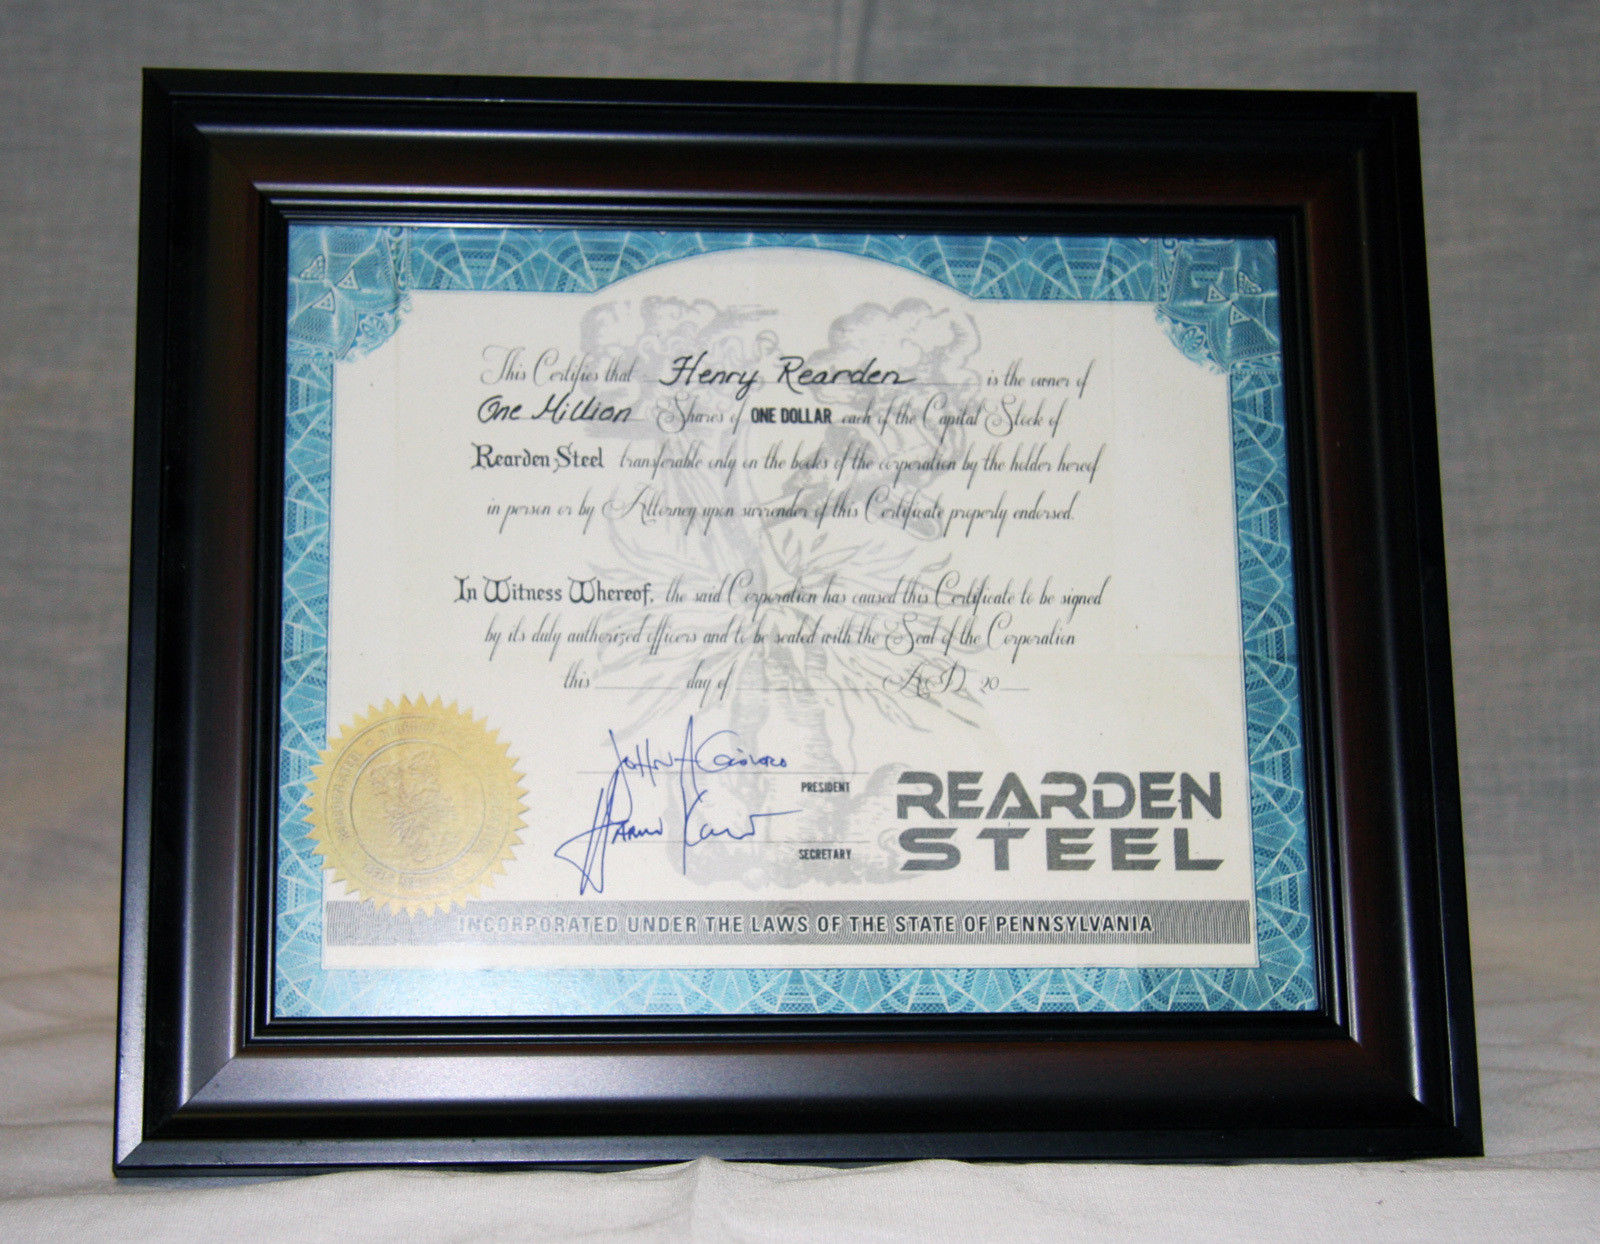 This Certifies that Henry Rearden is the owner of
One Million Shares of ONE DOLLAR each of the Capital Stock of
Rearden Steel transferable only on the books of the corporation by the holder hereof
in person or by Attorney upon surrender of this Certificate properly endorsed.
In Witness Whereof, the said Corporation has caused this Certificate to be signed
by its duly authorized officers and to be sealed with the Seal of the Corporation
this day of A.D. 20
John A
PRESIDENT
SECRETARY
REARDEN
STEEL
INCORPORATED UNDER THE LAWS OF THE STATE OF PENNSYLVANIA